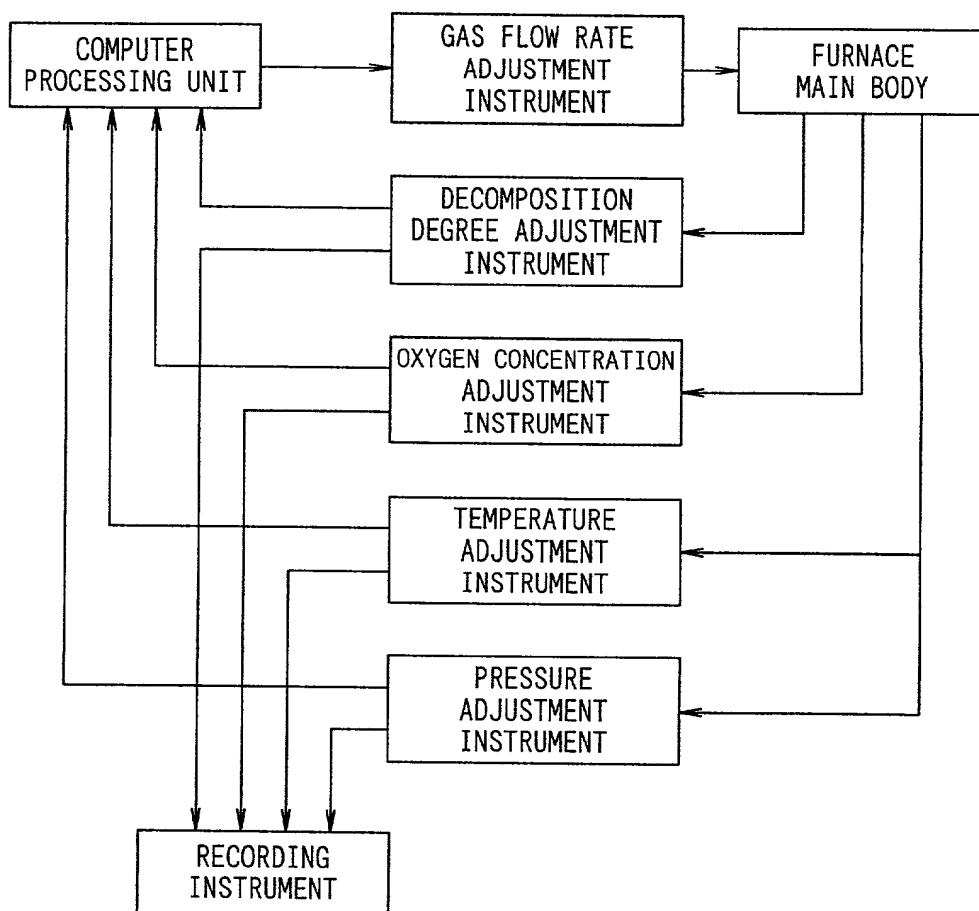 COMPUTER
PROCESSING UNIT
GAS FLOW RATE
ADJUSTMENT
INSTRUMENT
FURNACE
MAIN BODY
DECOMPOSITION
DEGREE ADJUSTMENT
INSTRUMENT
OXYGEN CONCENTRATION
ADJUSTMENT
INSTRUMENT
TEMPERATURE
ADJUSTMENT
INSTRUMENT
PRESSURE
ADJUSTMENT
INSTRUMENT
RECORDING
INSTRUMENT